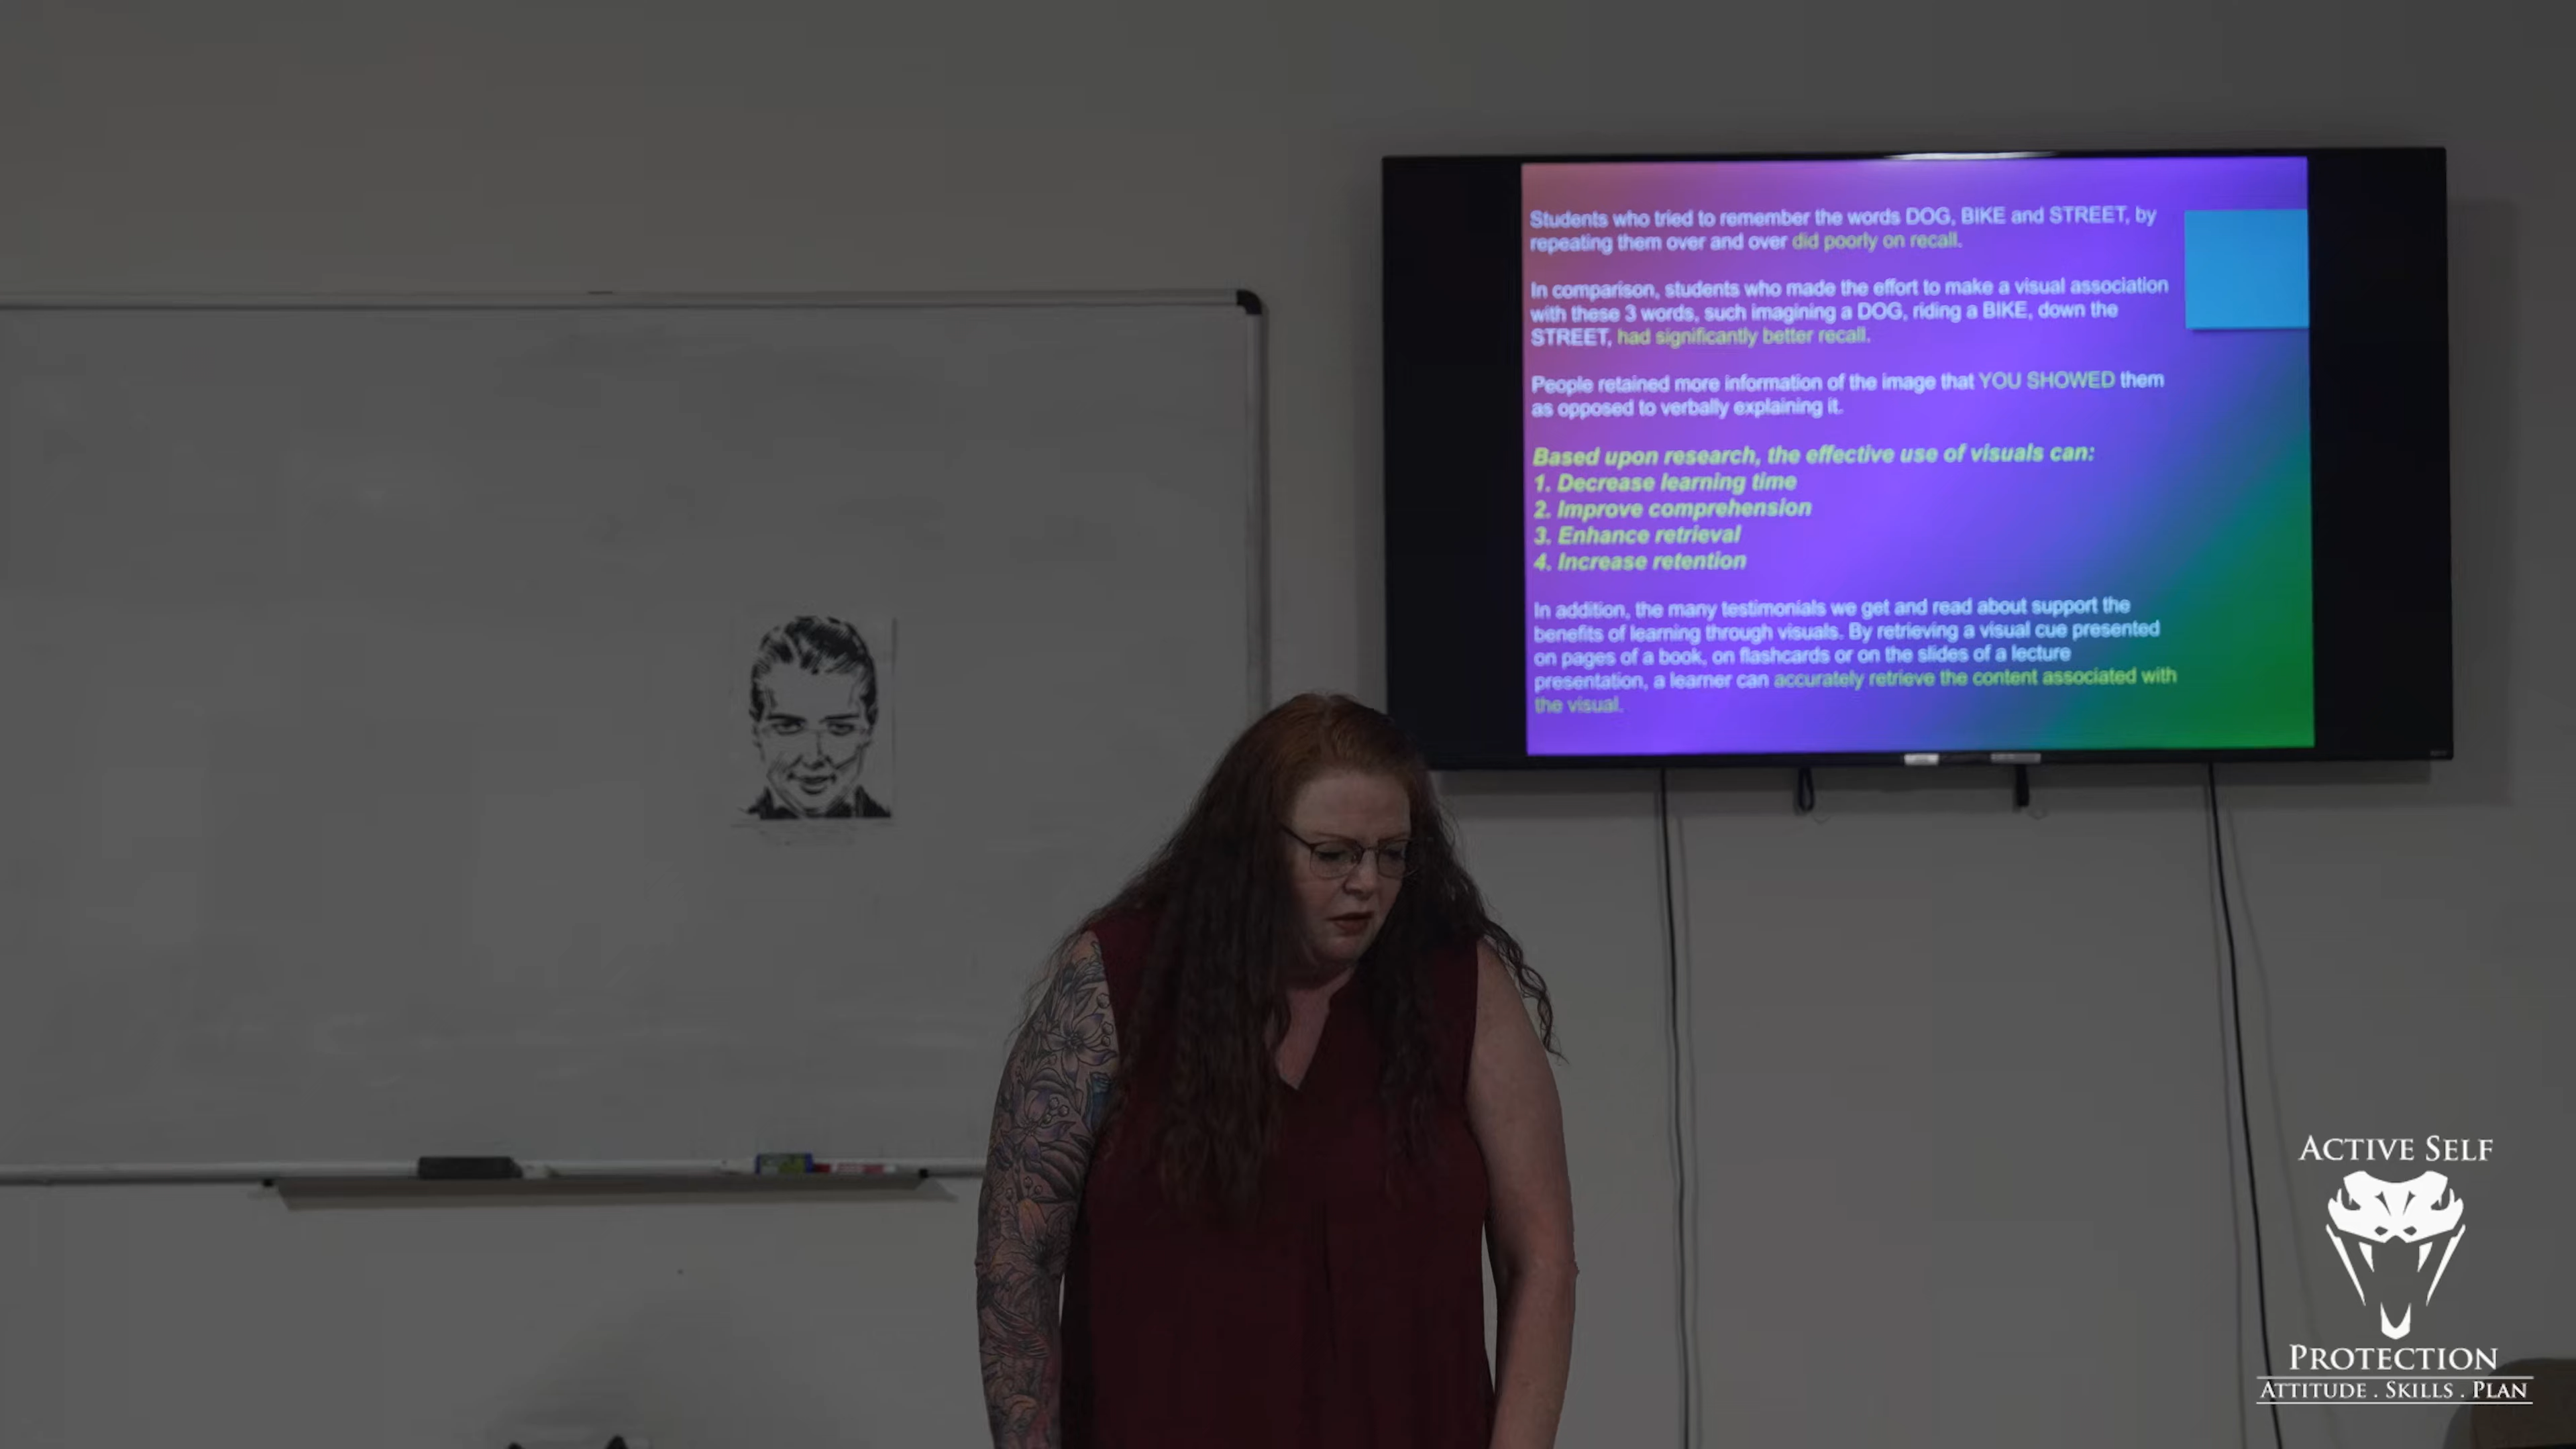 Students who tried to remember the words DOG, BIKE and STREET, by
repeating them over and over did poorly on recall.
In comparison, students who made the effort to make a visual association
with these 3 words, such imagining a DOG, riding a BIKE, down the
STREET, had significantly better recall.
People retained more information of the image that YOU SHOWED them
as opposed to verbally explaining it.
Based upon research, the effective use of visuals can:
1. Decrease learning time
2. Improve comprehension
3. Enhance retrieval
4. Increase retention
In addition, the many testimonials we get and read about support the
benefits of learning through visuals. By retrieving a visual cue presented
on pages of a book, on flashcards or on the slides of a lecture
presentation, a learner can accurately retrieve the content associated with
the visual.
ACTIVE SELF
PROTECTION
ATTITUDE . SKILLS . PLAN